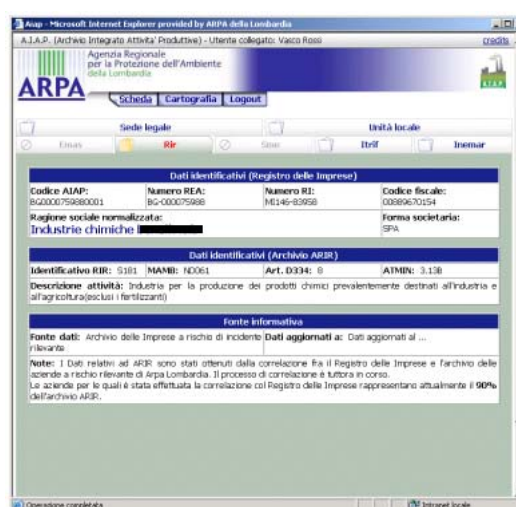 Aiap - Microsoft Internet Explorer provided by ARPA della Lombardia
A.I.A.P. (Archivio Integrato Attivita' Produttive) - Utente collegato: Vasco Rossi credits
Agenzia Regionale
per la Protezione dell'Ambiente
della Lombardia
ARPA
A.I.A.P.
Scheda Cartografia Logout
Sede legale Unità locale
Emas Rir Sme Itrif Inemar
Dati identificativi (Registro delle Imprese)
Codice AIAP: Numero REA: Numero RI: Codice fiscale:
BG0000759880001 BG-000075988 MI146-83958 00889670154
Ragione sociale normalizzata: Forma societaria:
Industrie chimiche SPA
Dati identificativi (Archivio ARIR)
Identificativo RIR: S181 MAMB: ND061 Art. D334: 8 ATMIN: 3.13B
Descrizione attività: Industria per la produzione dei prodotti chimici prevalentemente destinati all'industria e
all'agricoltura(esclusi i fertilizzanti)
Fonte informativa
Fonte dati: Archivio delle Imprese a rischio di incidente Dati aggiornati a: Dati aggiornati al ...
rilevante
Note: I Dati relativi ad ARIR sono stati ottenuti dalla correlazione fra il Registro delle Imprese e l'archivio delle
aziende a rischio rilevante di Arpa Lombardia. Il processo di correlazione è tuttora in corso.
Le aziende per le quali è stata effettuata la correlazione col Registro delle Imprese rappresentano attualmente il 90%
dell'archivio ARIR.
Operazione completata Intranet locale